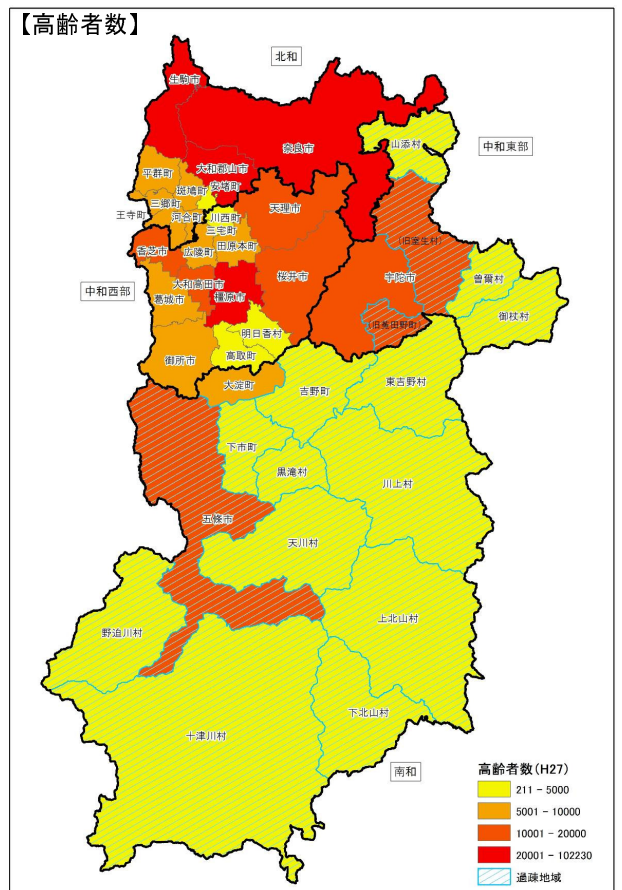 【高齢者数】
北和
生駒市
奈良市
山添村
中和東部
大和郡山市
平群町
斑鳩町
安堵町
三郷町
王寺町
河合町
川西町
三宅町
天理市
(旧室生村)
香芝市
広陵町
田原本町
中和西部
大和高田市
葛城市
橿原市
桜井市
宇陀市
曽爾村
御杖村
(旧菟田野町)
明日香村
御所市
高取町
大淀町
吉野町
東吉野村
下市町
黒滝村
川上村
五條市
天川村
上北山村
野迫川村
下北山村
十津川村
南和
高齢者数(H27)
211 - 5000
5001 - 10000
10001 - 20000
20001 - 102230
過疎地域